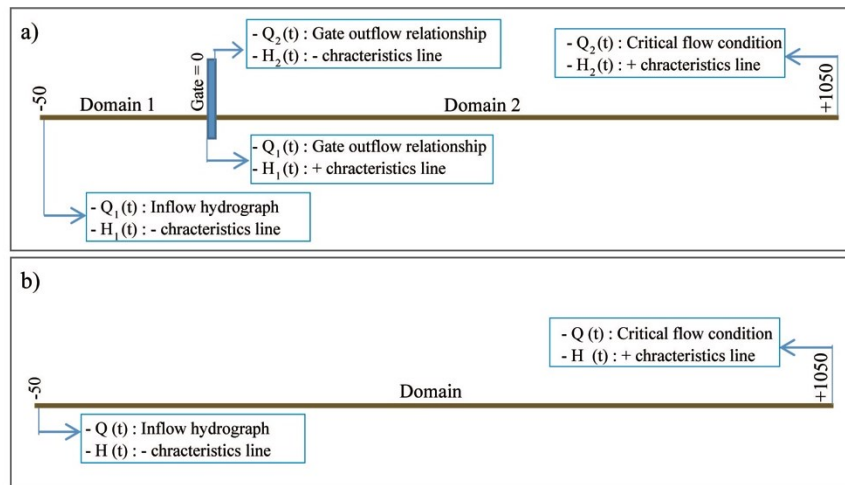 a)
- Q₂(t) : Gate outflow relationship
- H₂(t) : - chracteristics line
- Q₂(t) : Critical flow condition
- H₂(t) : + chracteristics line
-50
Domain 1
Gate = 0
Domain 2
+1050
- Q₁(t) : Gate outflow relationship
- H₁(t) : + chracteristics line
- Q₁(t) : Inflow hydrograph
- H₁(t) : - chracteristics line
b)
- Q (t) : Critical flow condition
- H (t) : + chracteristics line
-50
Domain
+1050
- Q (t) : Inflow hydrograph
- H (t) : - chracteristics line